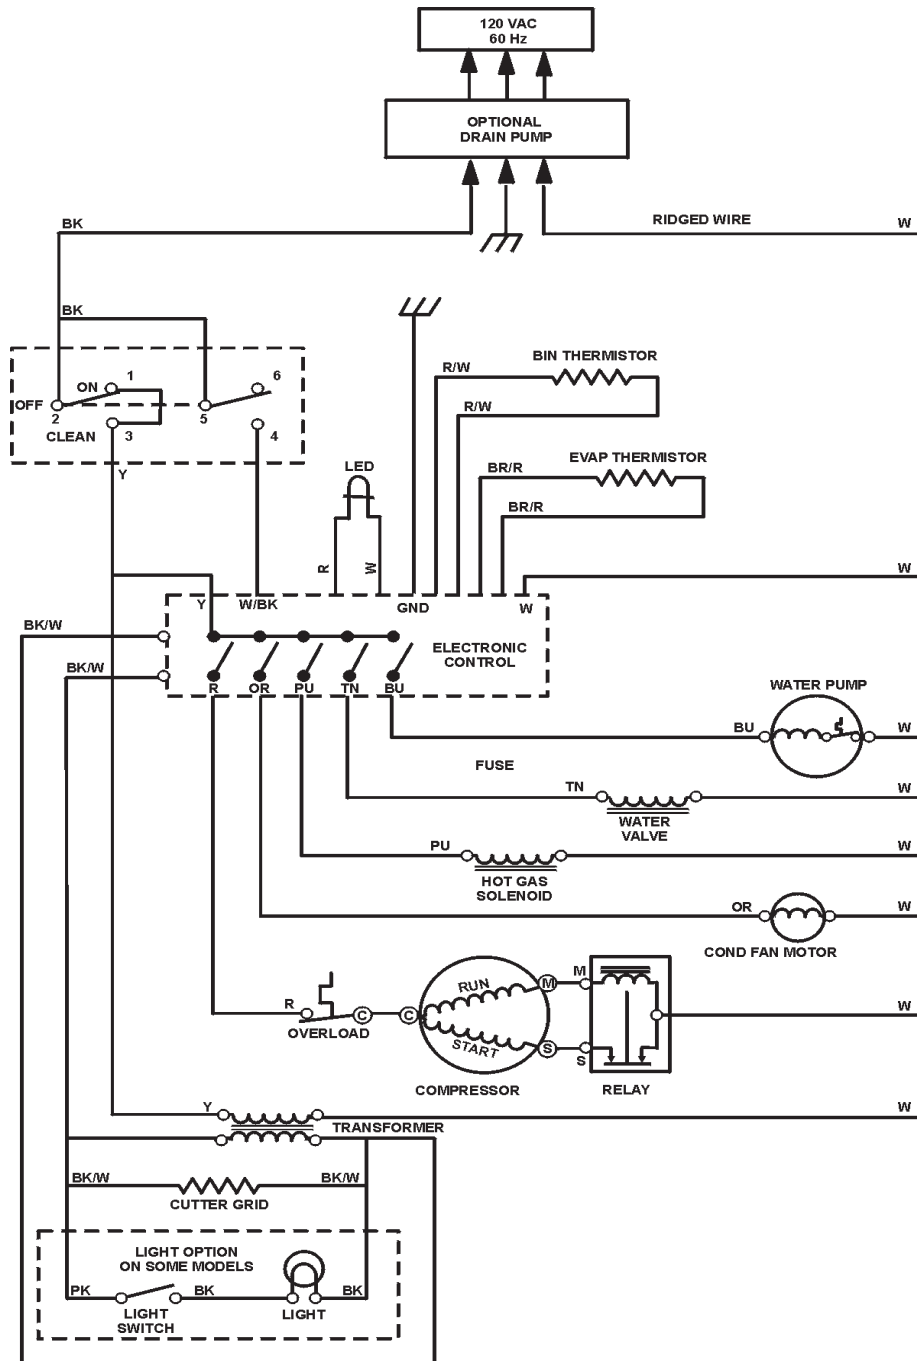 120 VAC
60 Hz
OPTIONAL
DRAIN PUMP
BK
RIDGED WIRE
W
BK
BIN THERMISTOR
R/W
R/W
1
6
ON
OFF
2
5
CLEAN
3
4
Y
LED
EVAP THERMISTOR
BR/R
BR/R
R
W
W
Y
W/BK
GND
W
BK/W
BK/W
ELECTRONIC
CONTROL
R
OR
PU
TN
BU
WATER PUMP
BU
W
FUSE
TN
W
WATER
VALVE
PU
W
HOT GAS
SOLENOID
OR
W
COND FAN MOTOR
R
OVERLOAD
C
C
RUN
START
M
M
S
S
W
COMPRESSOR
RELAY
Y
W
TRANSFORMER
BK/W
BK/W
CUTTER GRID
LIGHT OPTION
ON SOME MODELS
PK
BK
BK
LIGHT
SWITCH
LIGHT